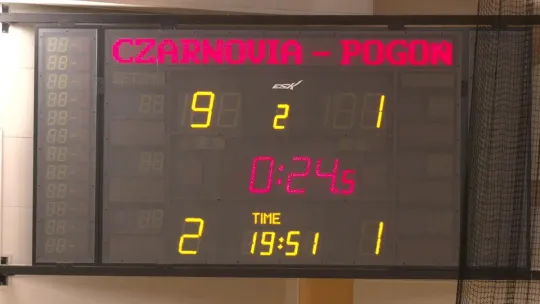 CZARNOVIA - POGON
9 2 1
0:24.5
TIME
2 19:51 1